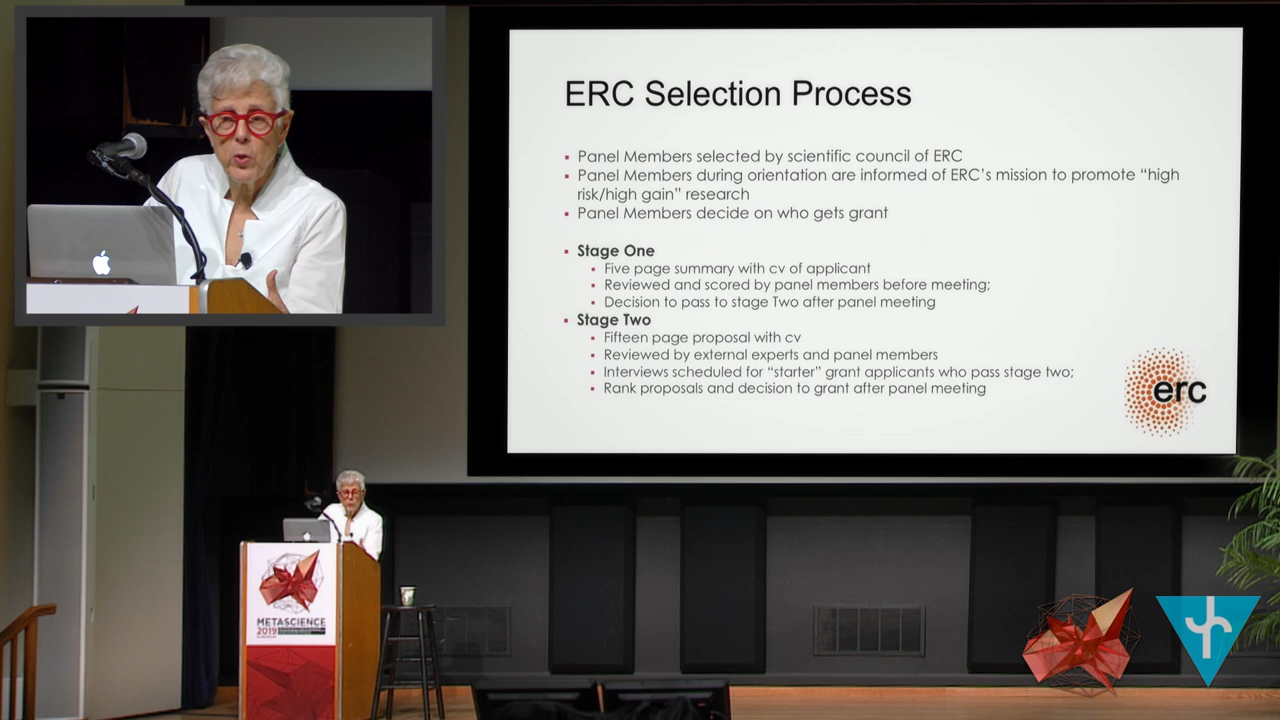 ERC Selection Process
Panel Members selected by scientific council of ERC
Panel Members during orientation are informed of ERC's mission to promote “high
risk/high gain” research
Panel Members decide on who gets grant
Stage One
Five page summary with cv of applicant
Reviewed and scored by panel members before meeting;
Decision to pass to stage Two after panel meeting
Stage Two
Fifteen page proposal with cv
Reviewed by external experts and panel members
Interviews scheduled for “starter” grant applicants who pass stage two;
Rank proposals and decision to grant after panel meeting
erc
METASCIENCE
2019